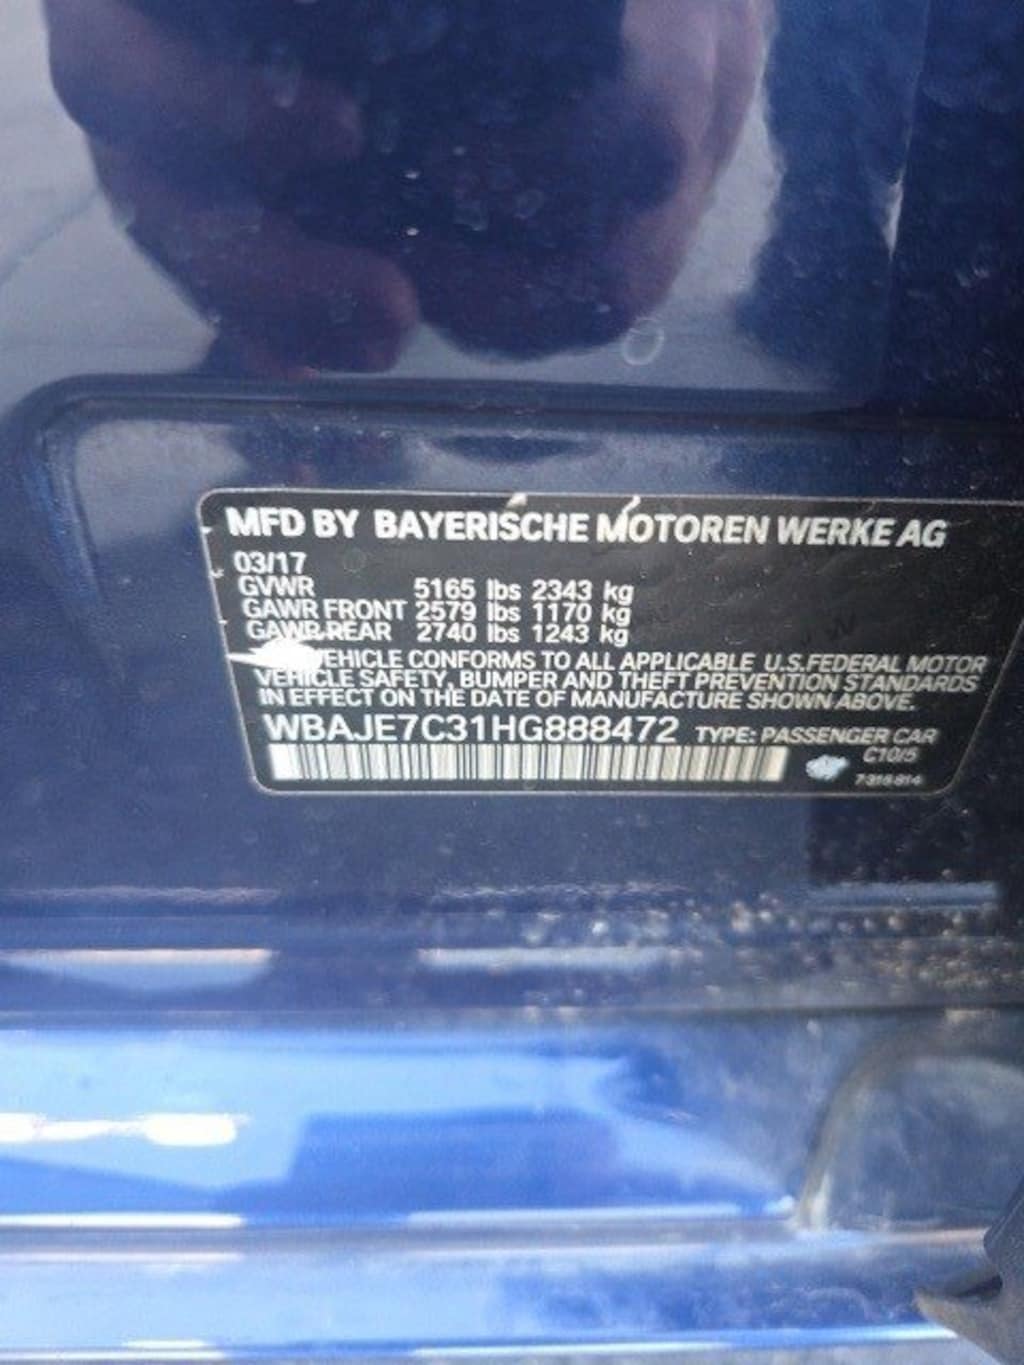 MFD BY BAYERISCHE MOTOREN WERKE AG
03/17
GVWR 5165 lbs 2343 kg
GAWR FRONT 2579 lbs 1170 kg
GAWR REAR 2740 lbs 1243 kg
VEHICLE CONFORMS TO ALL APPLICABLE U.S.FEDERAL MOTOR
VEHICLE SAFETY, BUMPER AND THEFT PREVENTION STANDARDS
IN EFFECT ON THE DATE OF MANUFACTURE SHOWN ABOVE.
WBAJE7C31HG888472 TYPE: PASSENGER CAR
C10/5